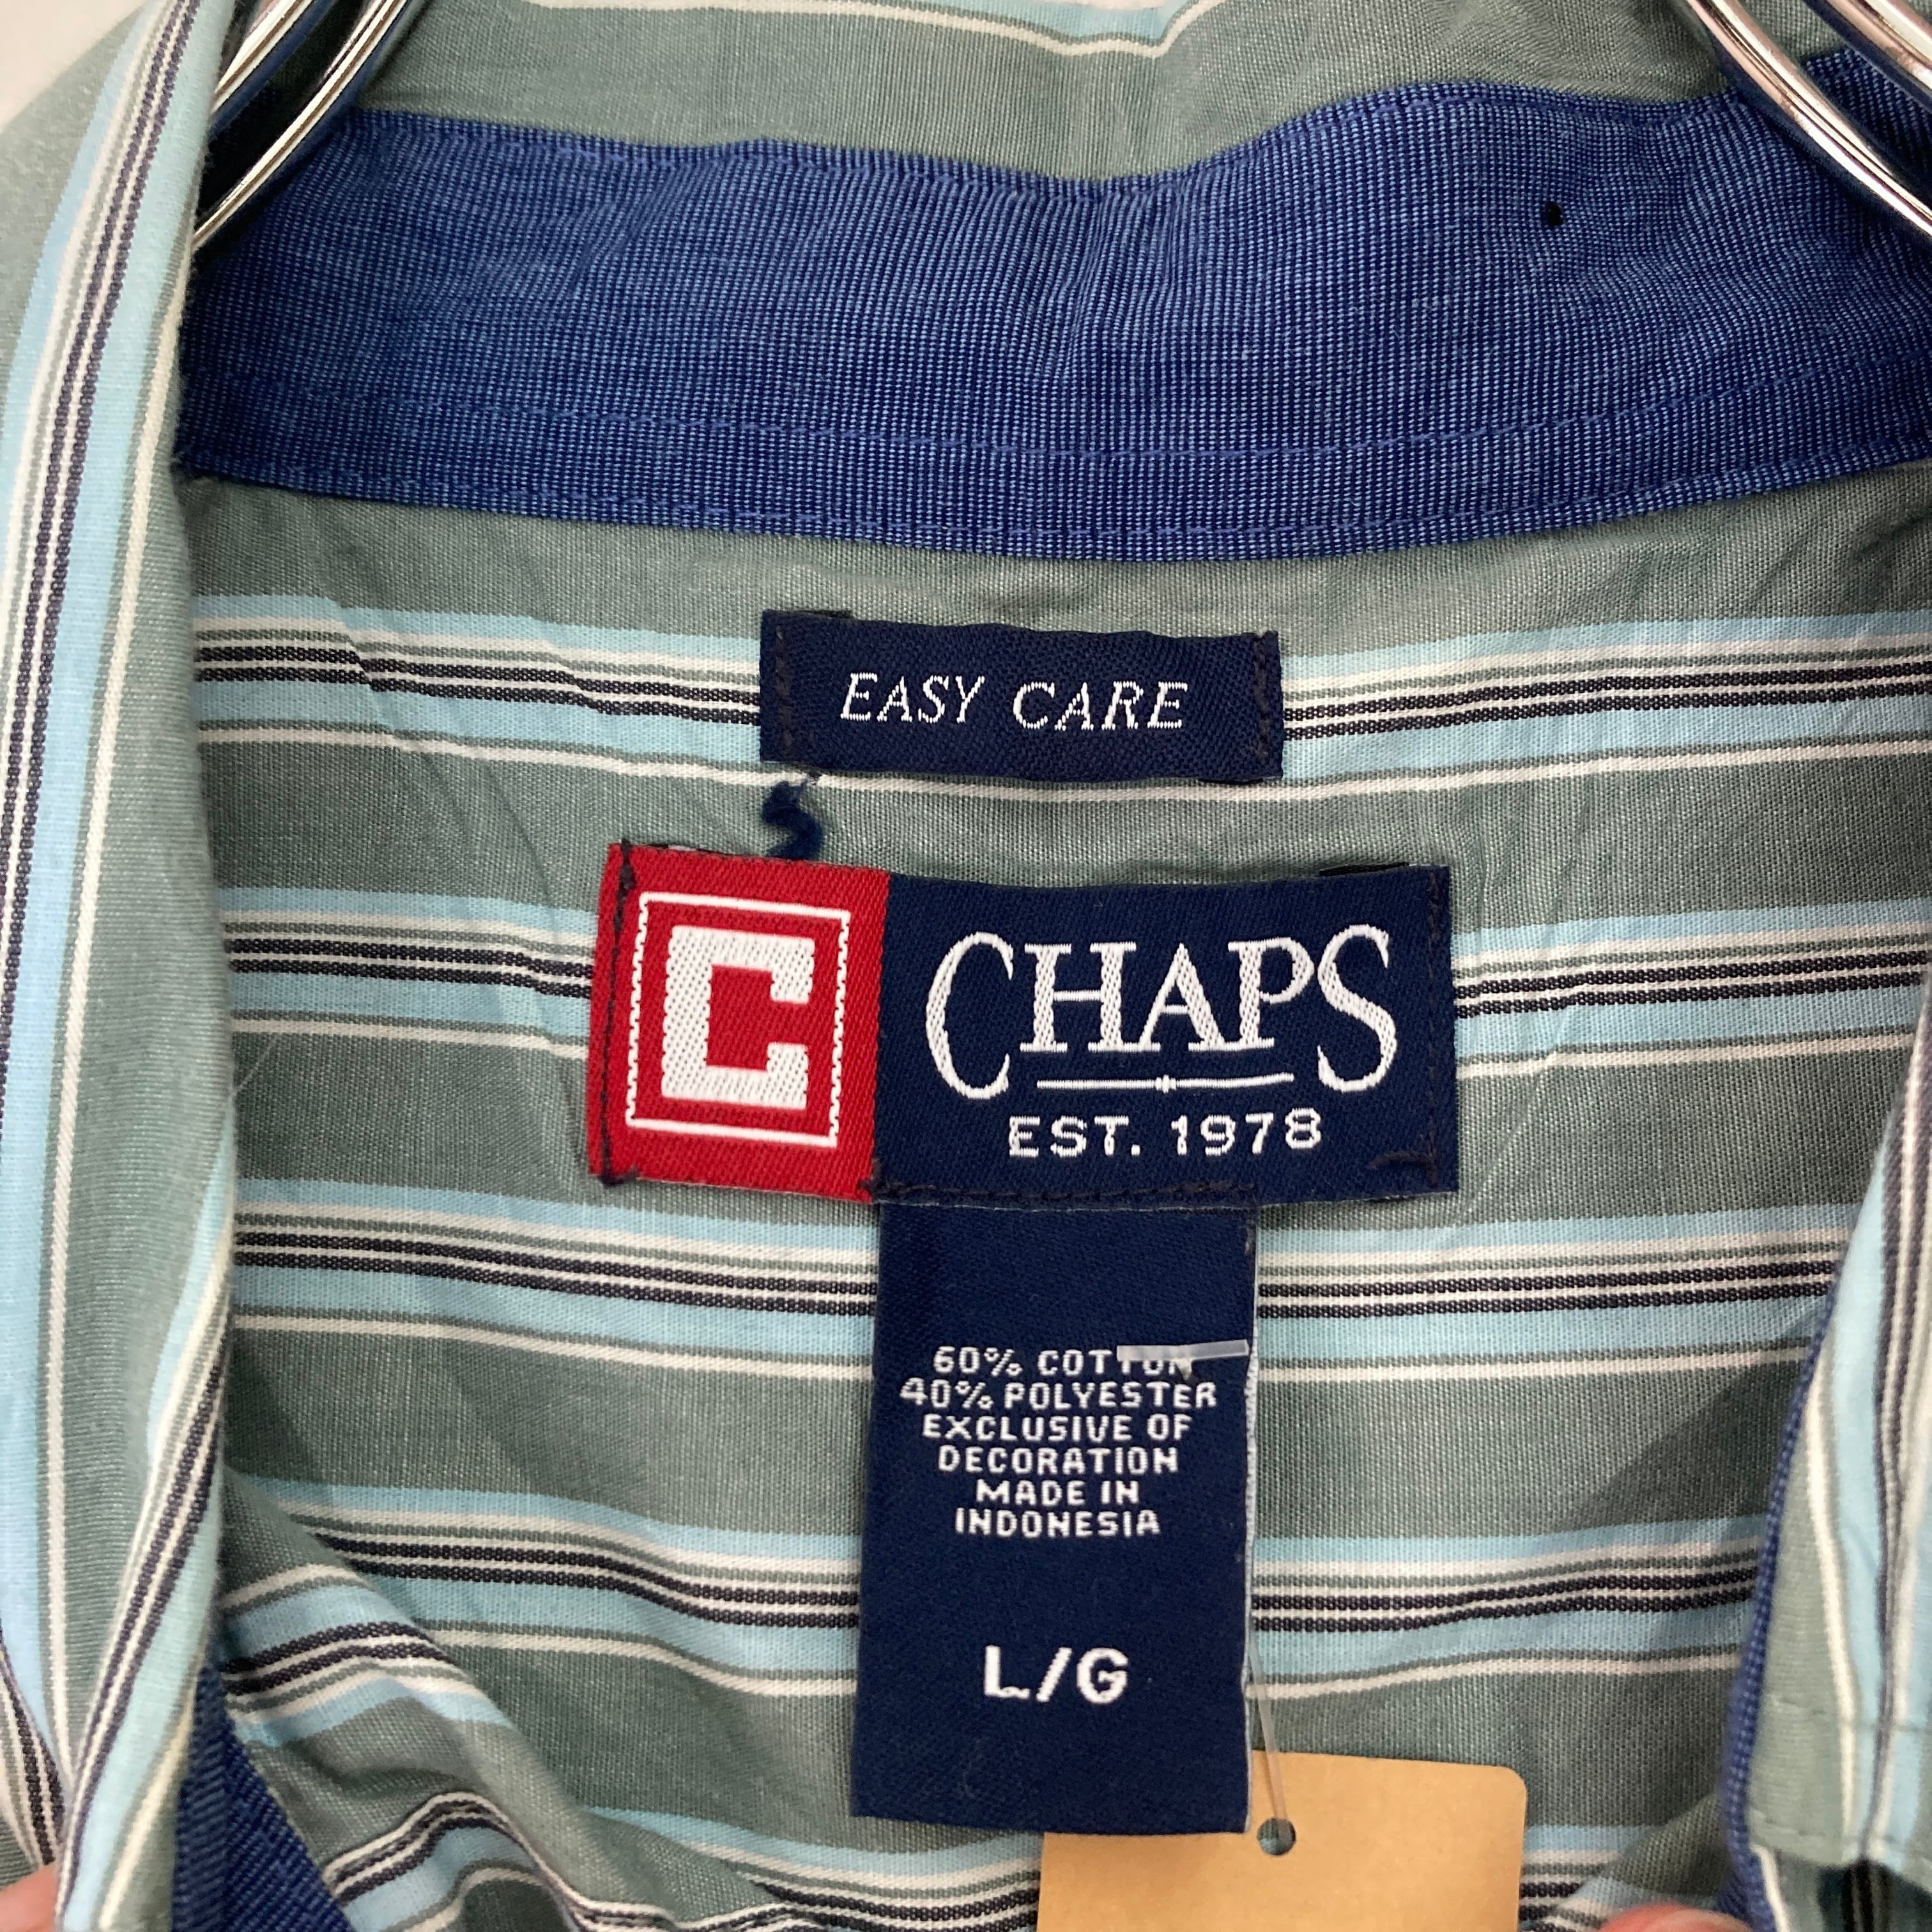 EASY CARE
C
CHAPS
EST. 1978
60% COTTON
40% POLYESTER
EXCLUSIVE OF
DECORATION
MADE IN
INDONESIA
L/G